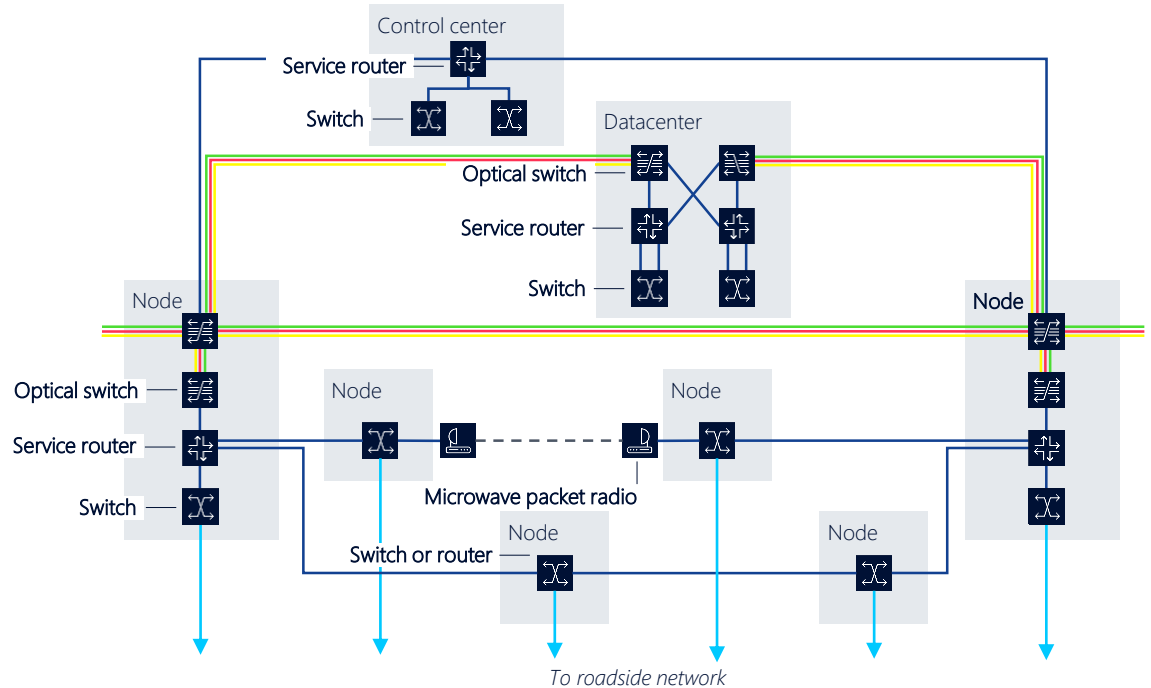 Control center
Service router
Switch
Datacenter
Optical switch
Service router
Switch
Node
Node
Optical switch
Node
Node
Service router
Microwave packet radio
Switch
Node
Node
Switch or router
To roadside network